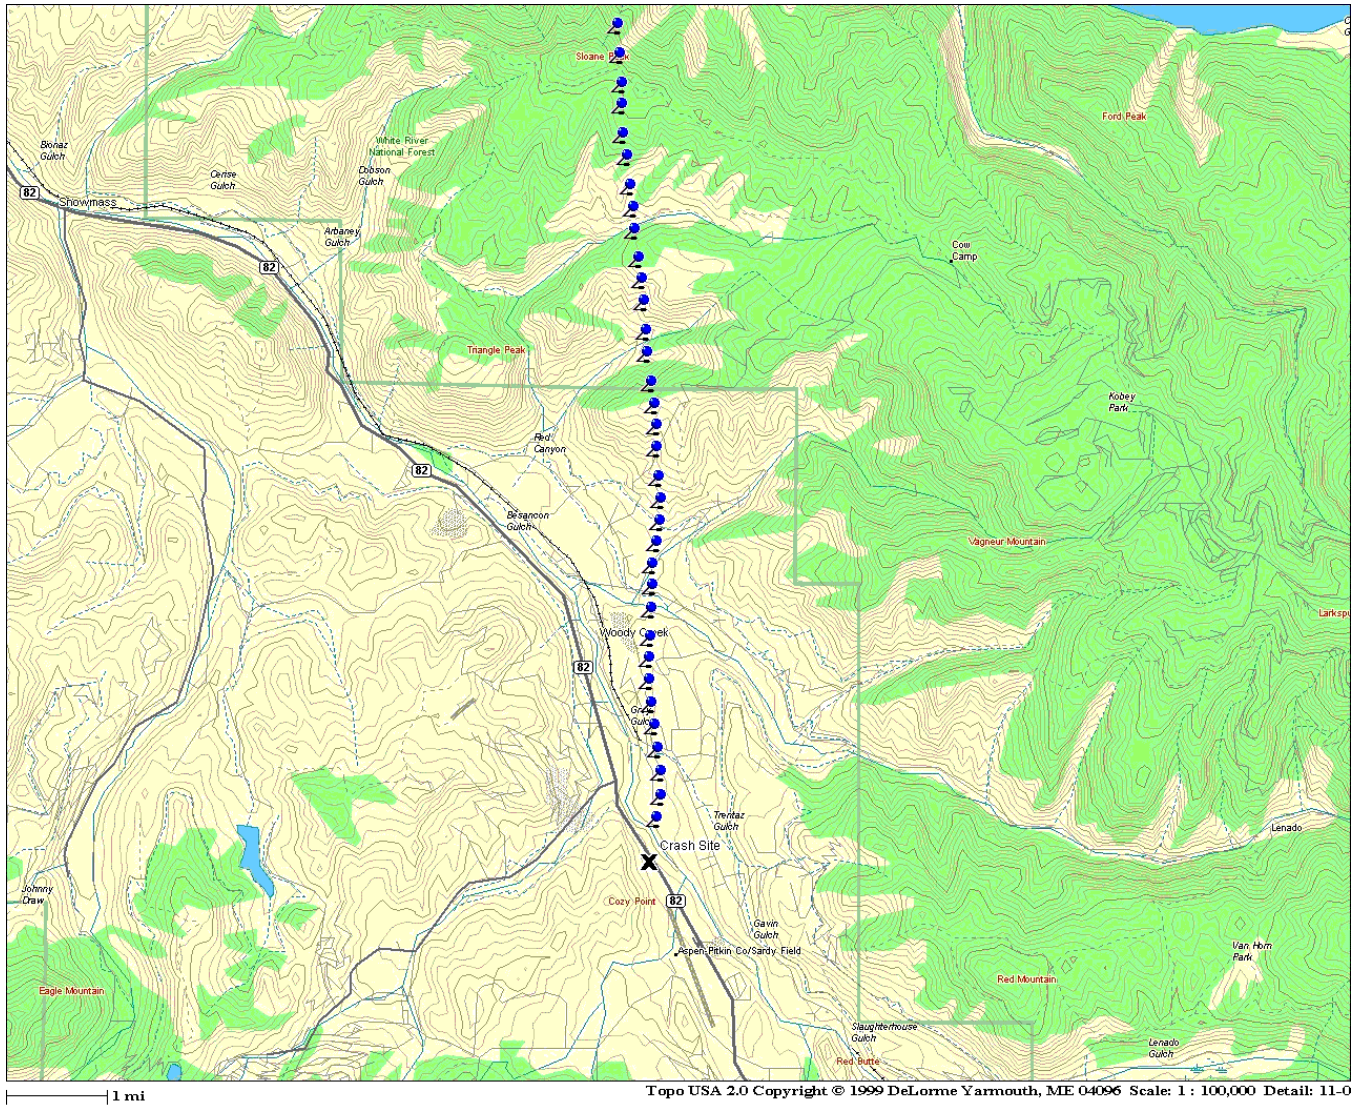 Sloane Peak
Ford Peak
Bionaz
Gulch
White River
National Forest
Cerise
Gulch
Dobson
Gulch
82
Snowmass
Arbaney
Gulch
82
Cow
Camp
Triangle Peak
Kobey
Park
Red
Canyon
82
Besancon
Gulch
Vagneur Mountain
Woody Creek
82
Gulch
Trentaz
Gulch
Lenado
Crash Site
X
Johnny
Draw
Cozy Point
82
Gavin
Gulch
Aspen-Pitkin Co/Sardy Field
Van Horn
Park
Red Mountain
Eagle Mountain
Slaughterhouse
Gulch
Lenado
Gulch
Red Butte
1 mi
Topo USA 2.0 Copyright © 1999 DeLorme Yarmouth, ME 04096 Scale: 1 : 100,000 Detail: 11-0